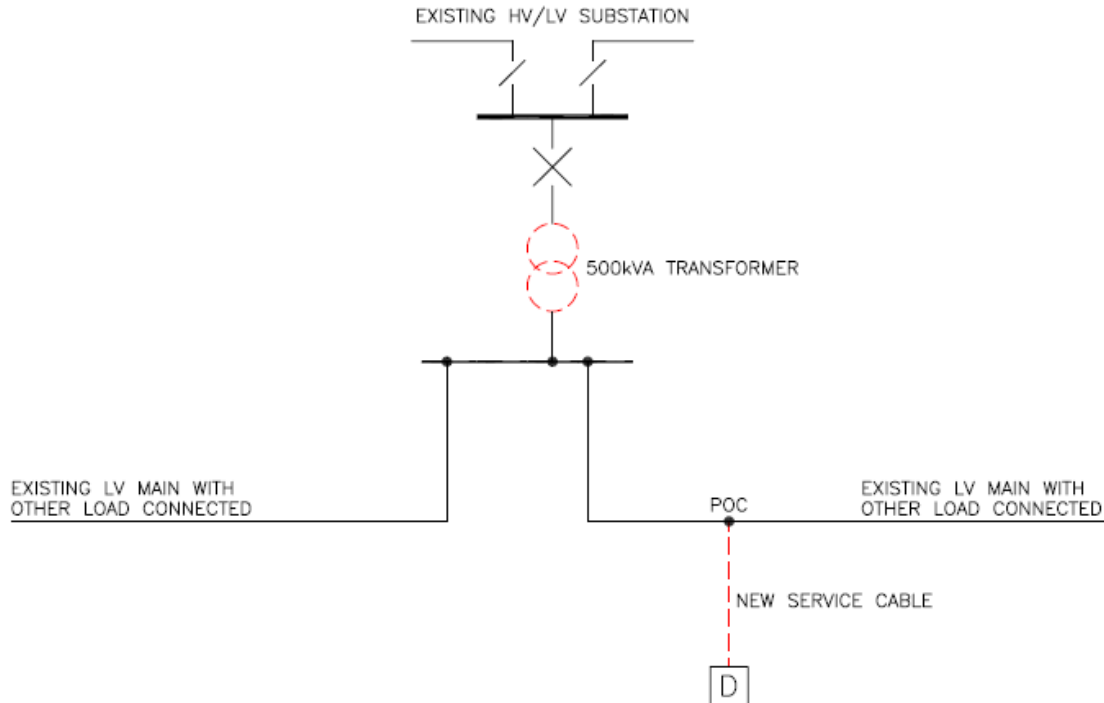 EXISTING HV/LV SUBSTATION
500kVA TRANSFORMER
EXISTING LV MAIN WITH
OTHER LOAD CONNECTED
POC
EXISTING LV MAIN WITH
OTHER LOAD CONNECTED
NEW SERVICE CABLE
D